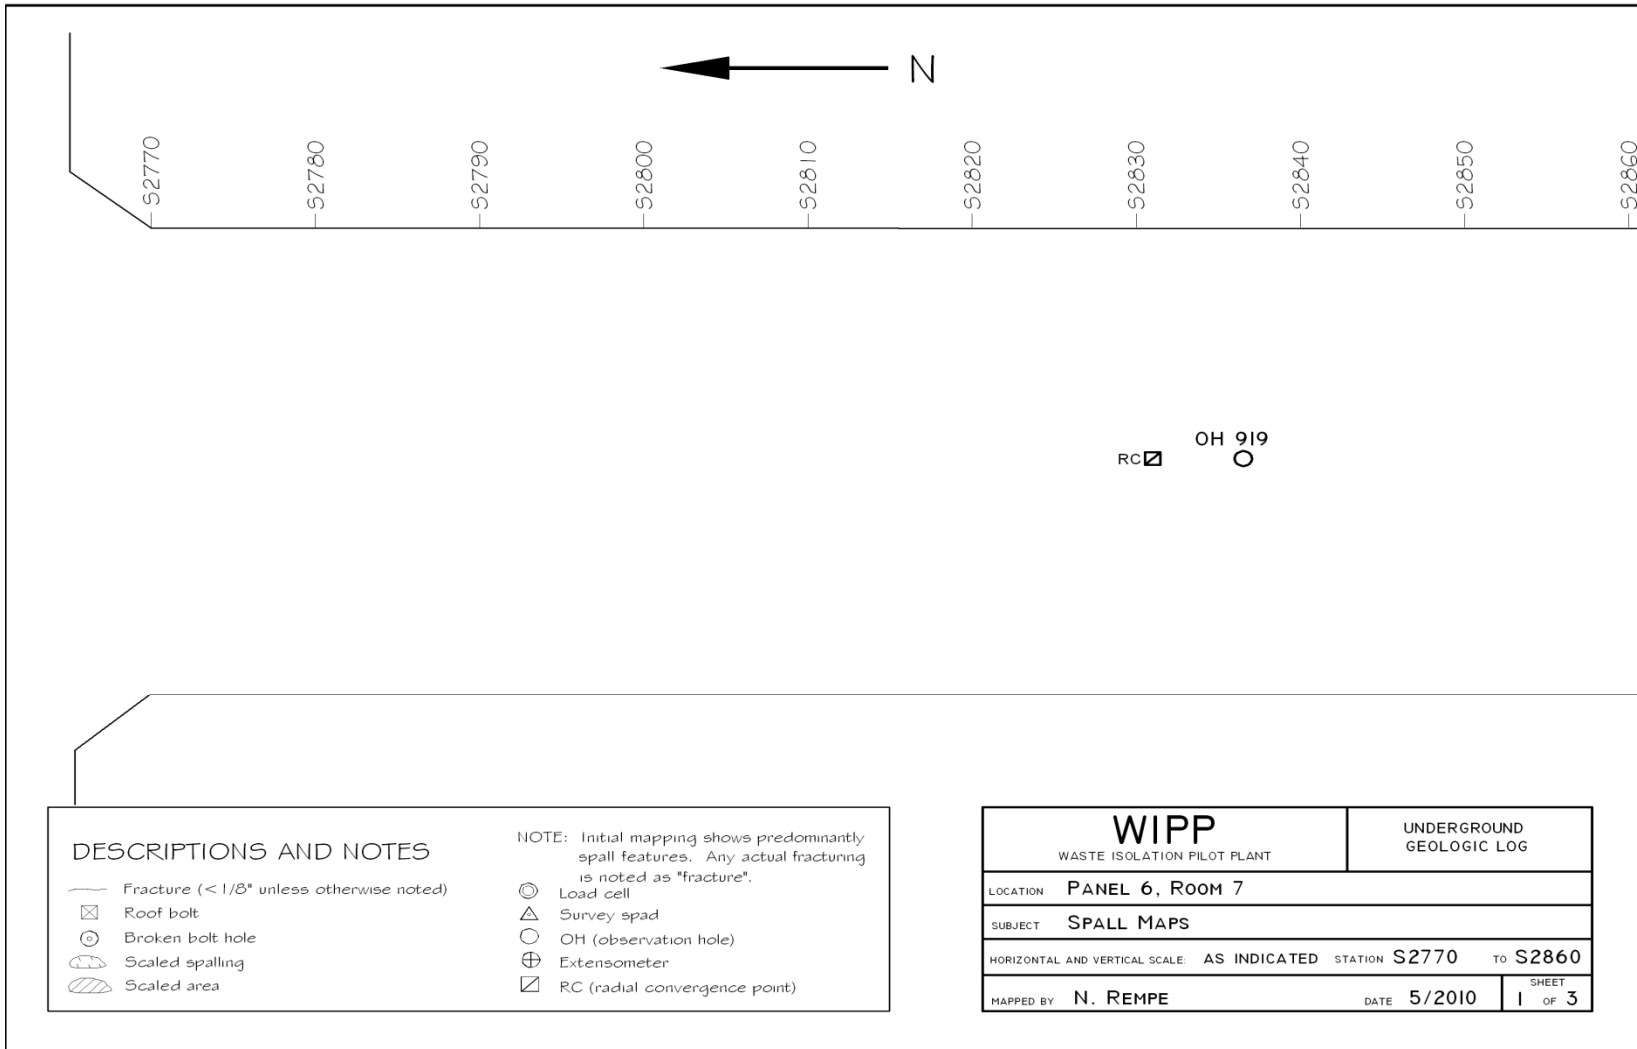 N
S2770
S2780
S2790
S2800
S2810
S2820
S2830
S2840
S2850
S2860
OH 919
RC
DESCRIPTIONS AND NOTES
Fracture (< 1/8" unless otherwise noted)
Roof bolt
Broken bolt hole
Scaled spalling
Scaled area
NOTE: Initial mapping shows predominantly
spall features. Any actual fracturing
is noted as "fracture".
Load cell
Survey spad
OH (observation hole)
Extensometer
RC (radial convergence point)
WIPP
WASTE ISOLATION PILOT PLANT
UNDERGROUND
GEOLOGIC LOG
LOCATION PANEL 6, ROOM 7
SUBJECT SPALL MAPS
HORIZONTAL AND VERTICAL SCALE: AS INDICATED STATION S2770 TO S2860
MAPPED BY N. REMPE DATE 5/2010
SHEET
1 OF 3